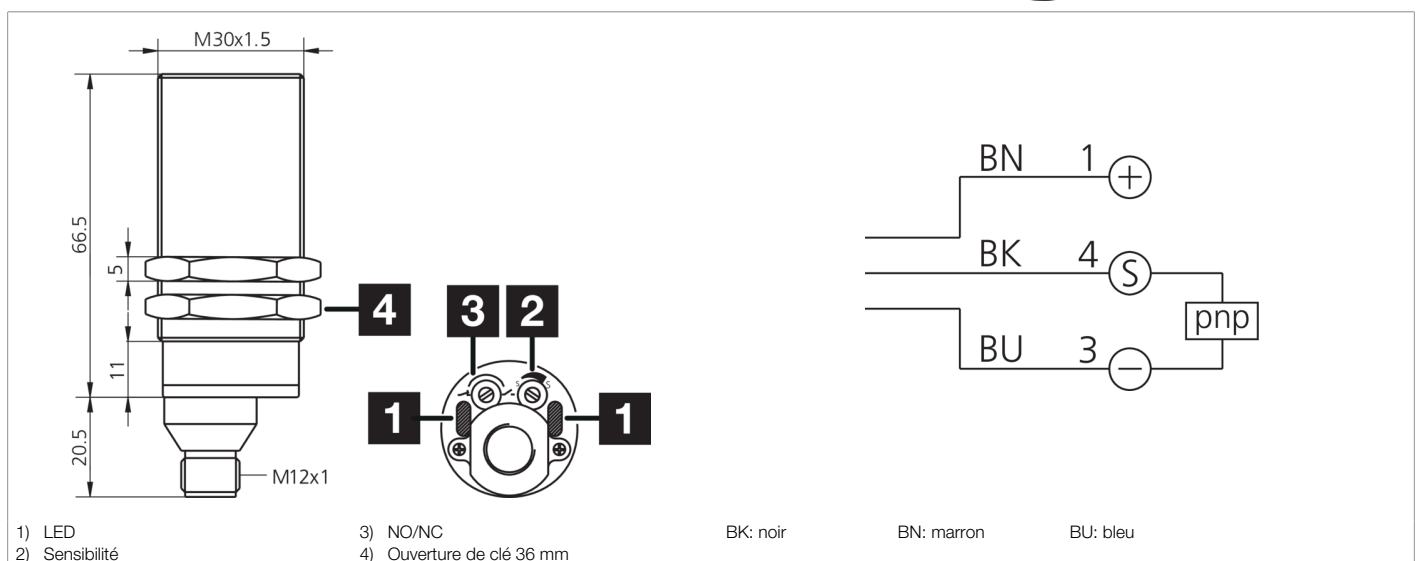 M30x1.5
66.5
5
11
20.5
M12x1
4
3
2
S
S
1
1
BN 1 +
BK 4 S
pnp
BU 3 −
1) LED
2) Sensibilité
3) NO/NC
4) Ouverture de clé 36 mm
BK: noir
BN: marron
BU: bleu